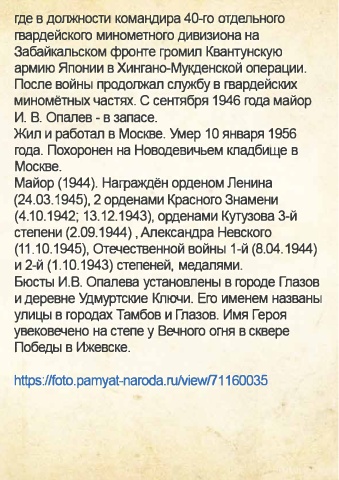 где в должности командира 40-го отдельного
гвардейского минометного дивизиона на
Забайкальском фронте громил Квантунскую
армию Японии в Хингано-Мукденской операции.
После войны продолжал службу в гвардейских
миномётных частях. С сентября 1946 года майор
И. В. Опалев - в запасе.
Жил и работал в Москве. Умер 10 января 1956
года. Похоронен на Новодевичьем кладбище в
Москве.
Майор (1944). Награждён орденом Ленина
(24.03.1945), 2 орденами Красного Знамени
(4.10.1942; 13.12.1943), орденами Кутузова 3-й
степени (2.09.1944) , Александра Невского
(11.10.1945), Отечественной войны 1-й (8.04.1944)
и 2-й (1.10.1943) степеней, медалями.
Бюсты И.В. Опалева установлены в городе Глазов
и деревне Удмуртские Ключи. Его именем названы
улицы в городах Тамбов и Глазов. Имя Героя
увековечено на степе у Вечного огня в сквере
Победы в Ижевске.
https://foto.pamyat-naroda.ru/view/71160035